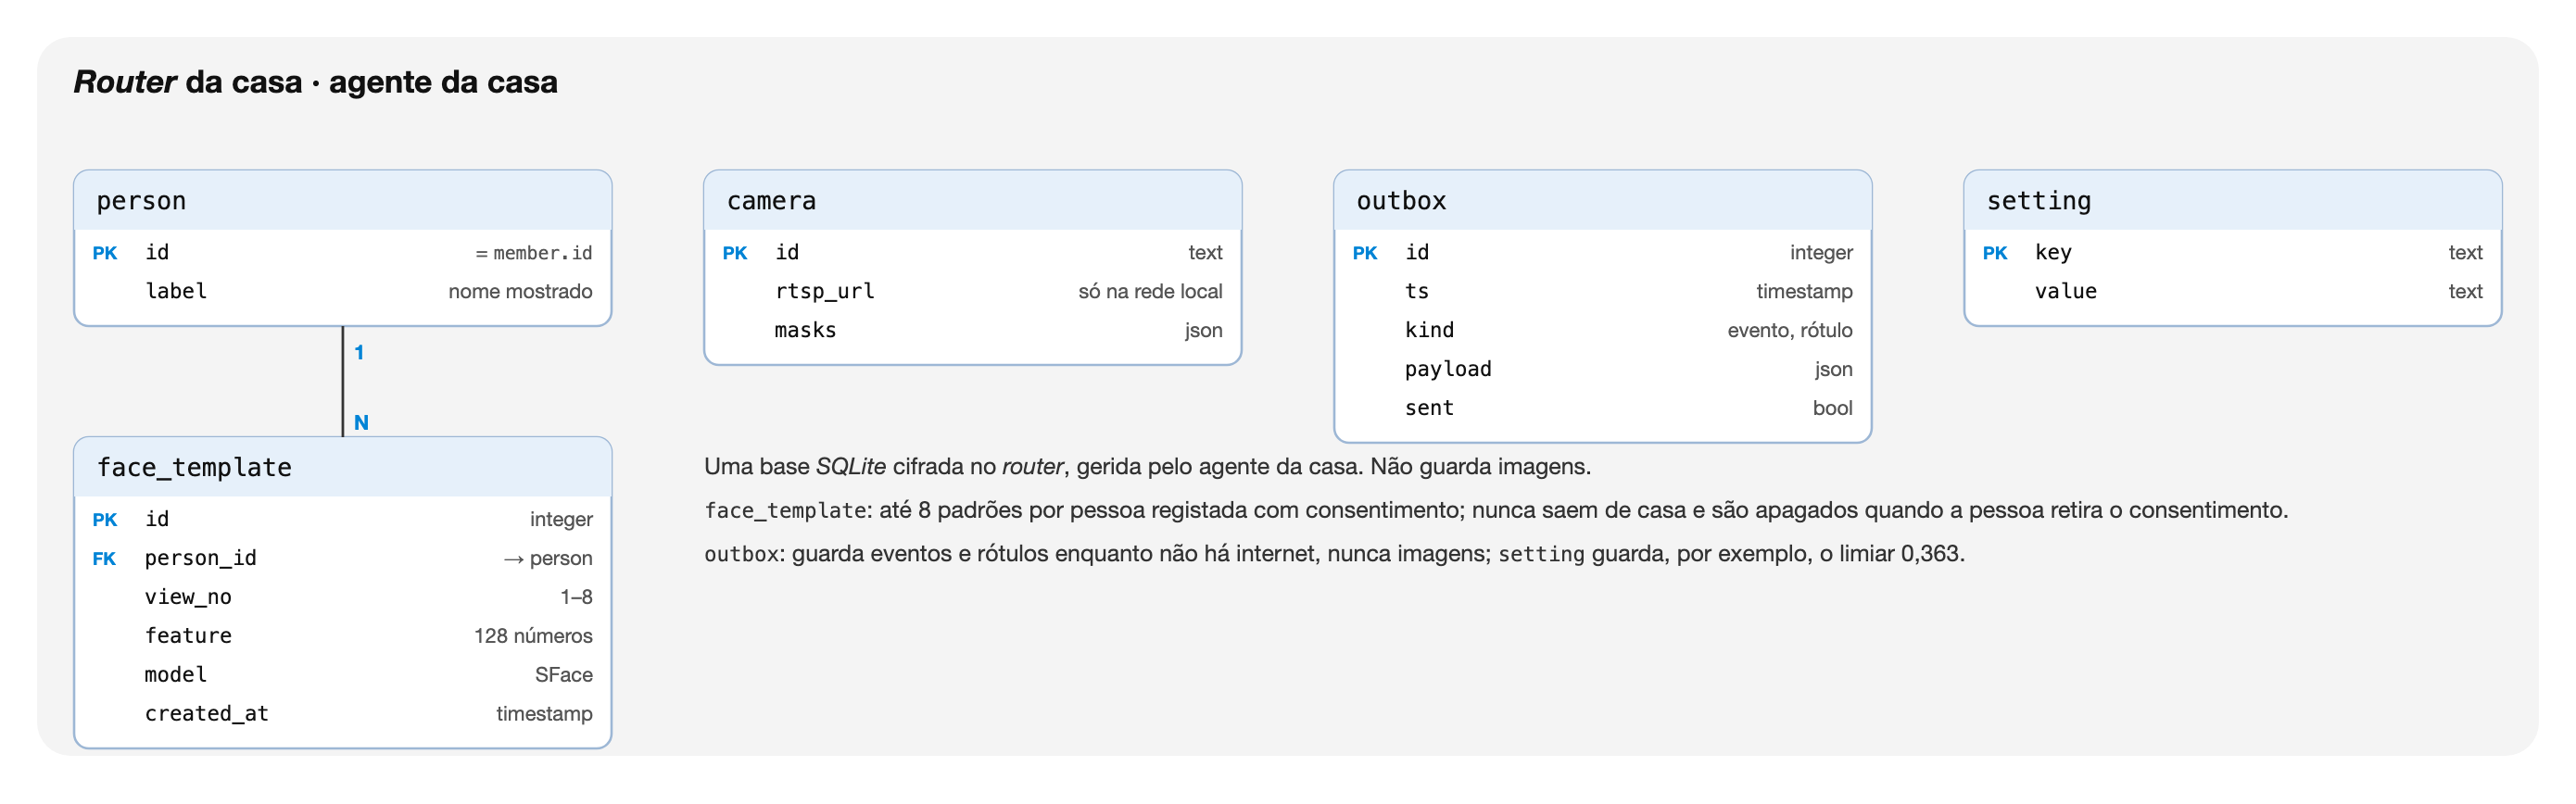 Router da casa · agente da casa
person
PK id = member.id
label nome mostrado
1
N
face_template
PK id integer
FK person_id → person
view_no 1–8
feature 128 números
model SFace
created_at timestamp
camera
PK id text
rtsp_url só na rede local
masks json
outbox
PK id integer
ts timestamp
kind evento, rótulo
payload json
sent bool
setting
PK key text
value text
Uma base SQLite cifrada no router, gerida pelo agente da casa. Não guarda imagens.
face_template: até 8 padrões por pessoa registada com consentimento; nunca saem de casa e são apagados quando a pessoa retira o consentimento.
outbox: guarda eventos e rótulos enquanto não há internet, nunca imagens; setting guarda, por exemplo, o limiar 0,363.